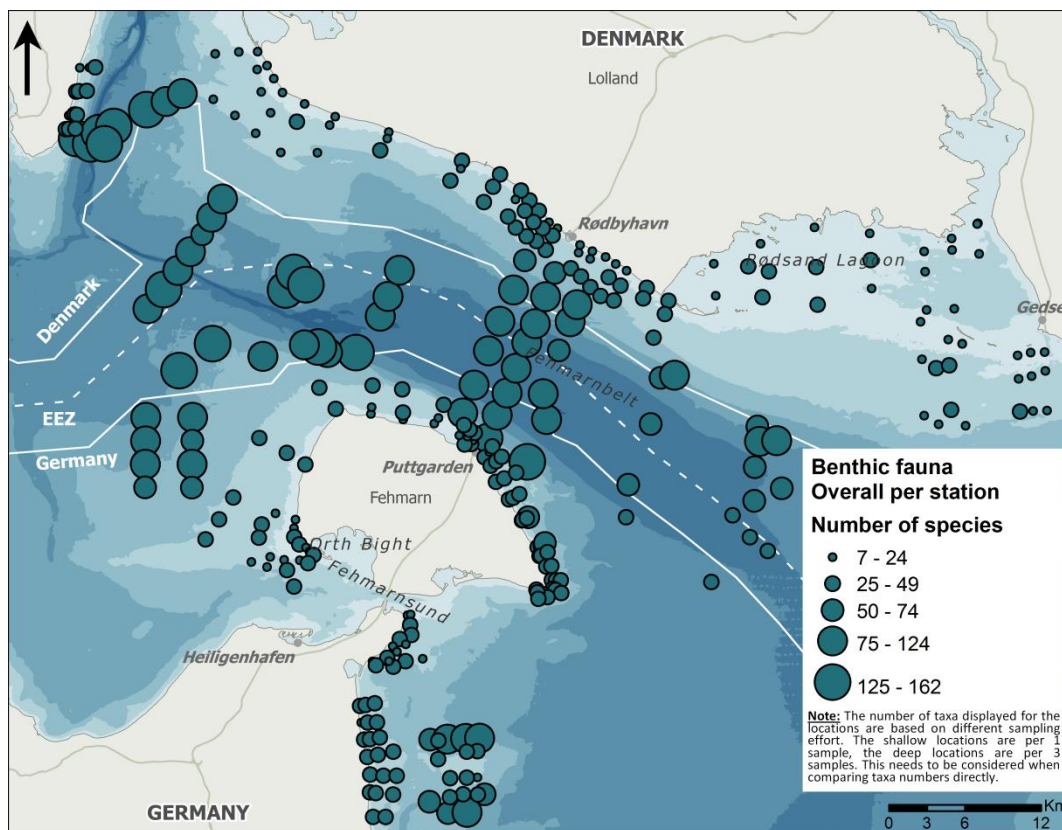 DENMARK
Lolland
Rødbyhavn
Rødsand Lagoon
Gedse
Denmark
Fehmarnbelt
EEZ
Germany
Puttgarden
Fehmarn
Orth Bight
Fehmarnsund
Heiligenhafen
GERMANY
Benthic fauna
Overall per station
Number of species
7 - 24
25 - 49
50 - 74
75 - 124
125 - 162
Note: The number of taxa displayed for the
locations are based on different sampling
effort. The shallow locations are per 1
sample, the deep locations are per 3
samples. This needs to be considered when
comparing taxa numbers directly.
Km
0 3 6 12